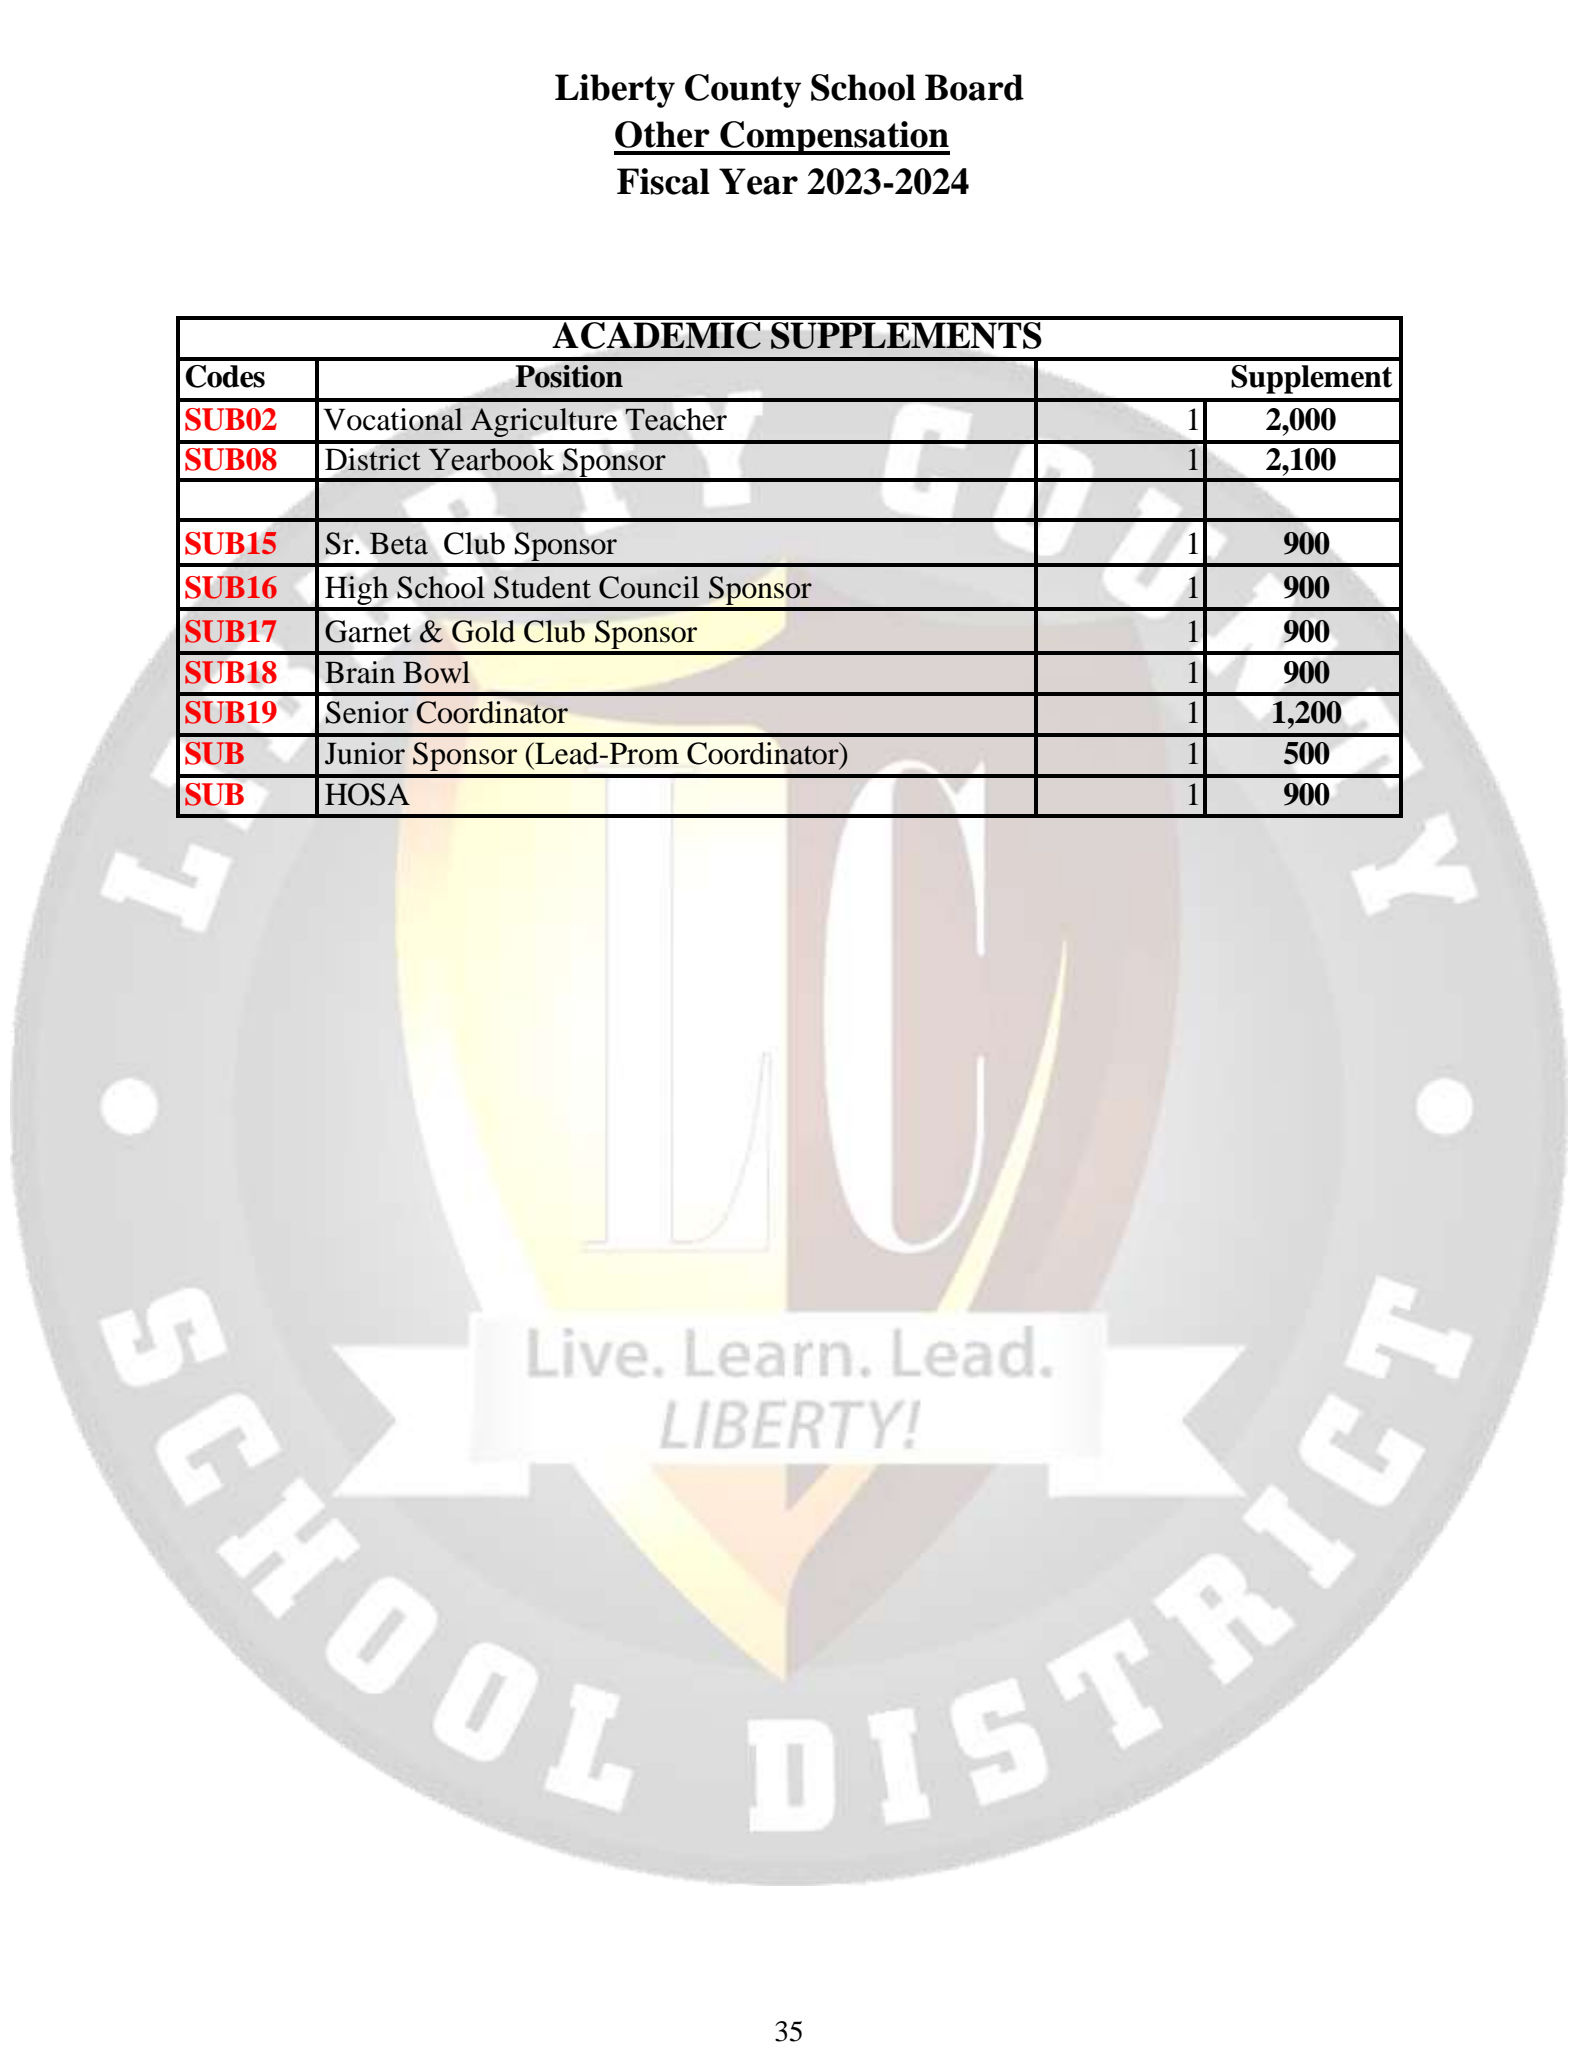 Liberty County School Board
Other Compensation
Fiscal Year 2023-2024
ACADEMIC SUPPLEMENTS
Codes Position Supplement
SUB02 Vocational Agriculture Teacher 1 2,000
SUB08 District Yearbook Sponsor 1 2,100
SUB15 Sr. Beta Club Sponsor 1 900
SUB16 High School Student Council Sponsor 1 900
SUB17 Garnet & Gold Club Sponsor 1 900
SUB18 Brain Bowl 1 900
SUB19 Senior Coordinator 1 1,200
SUB Junior Sponsor (Lead-Prom Coordinator) 1 500
SUB HOSA 1 900
LIBERTY COUNTY
LC
Live. Learn. Lead.
LIBERTY!
SCHOOL DISTRICT
35